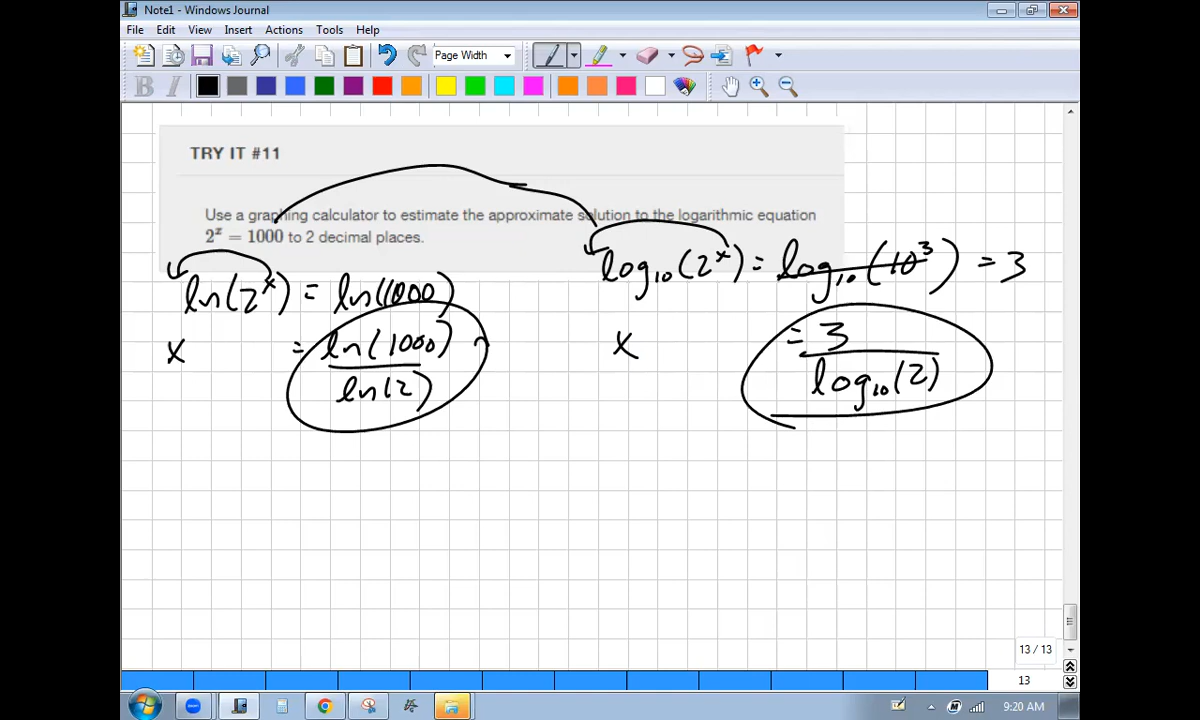 Note1 - Windows Journal
File Edit View Insert Actions Tools Help
Page Width
B I
TRY IT #11
Use a graphing calculator to estimate the approximate solution to the logarithmic equation
2^x = 1000 to 2 decimal places.
log₁₀(2^x) = log₁₀(10³) = 3
ln(2^x) = ln(1000)
x = ln(1000)
ln(2)
x = 3
log₁₀(2)
13 / 13
13
9:20 AM